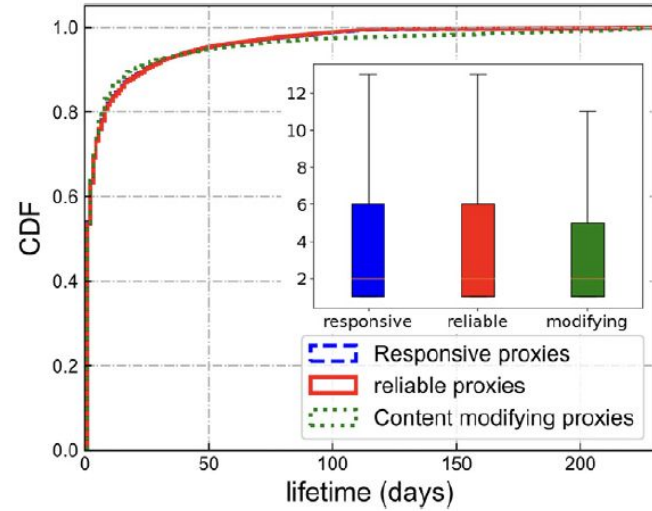 CDF
1.0
0.8
0.6
0.4
0.2
0.0
12
10
8
6
4
2
responsive reliable modifying
Responsive proxies
reliable proxies
Content modifying proxies
0 50 100 150 200
lifetime (days)